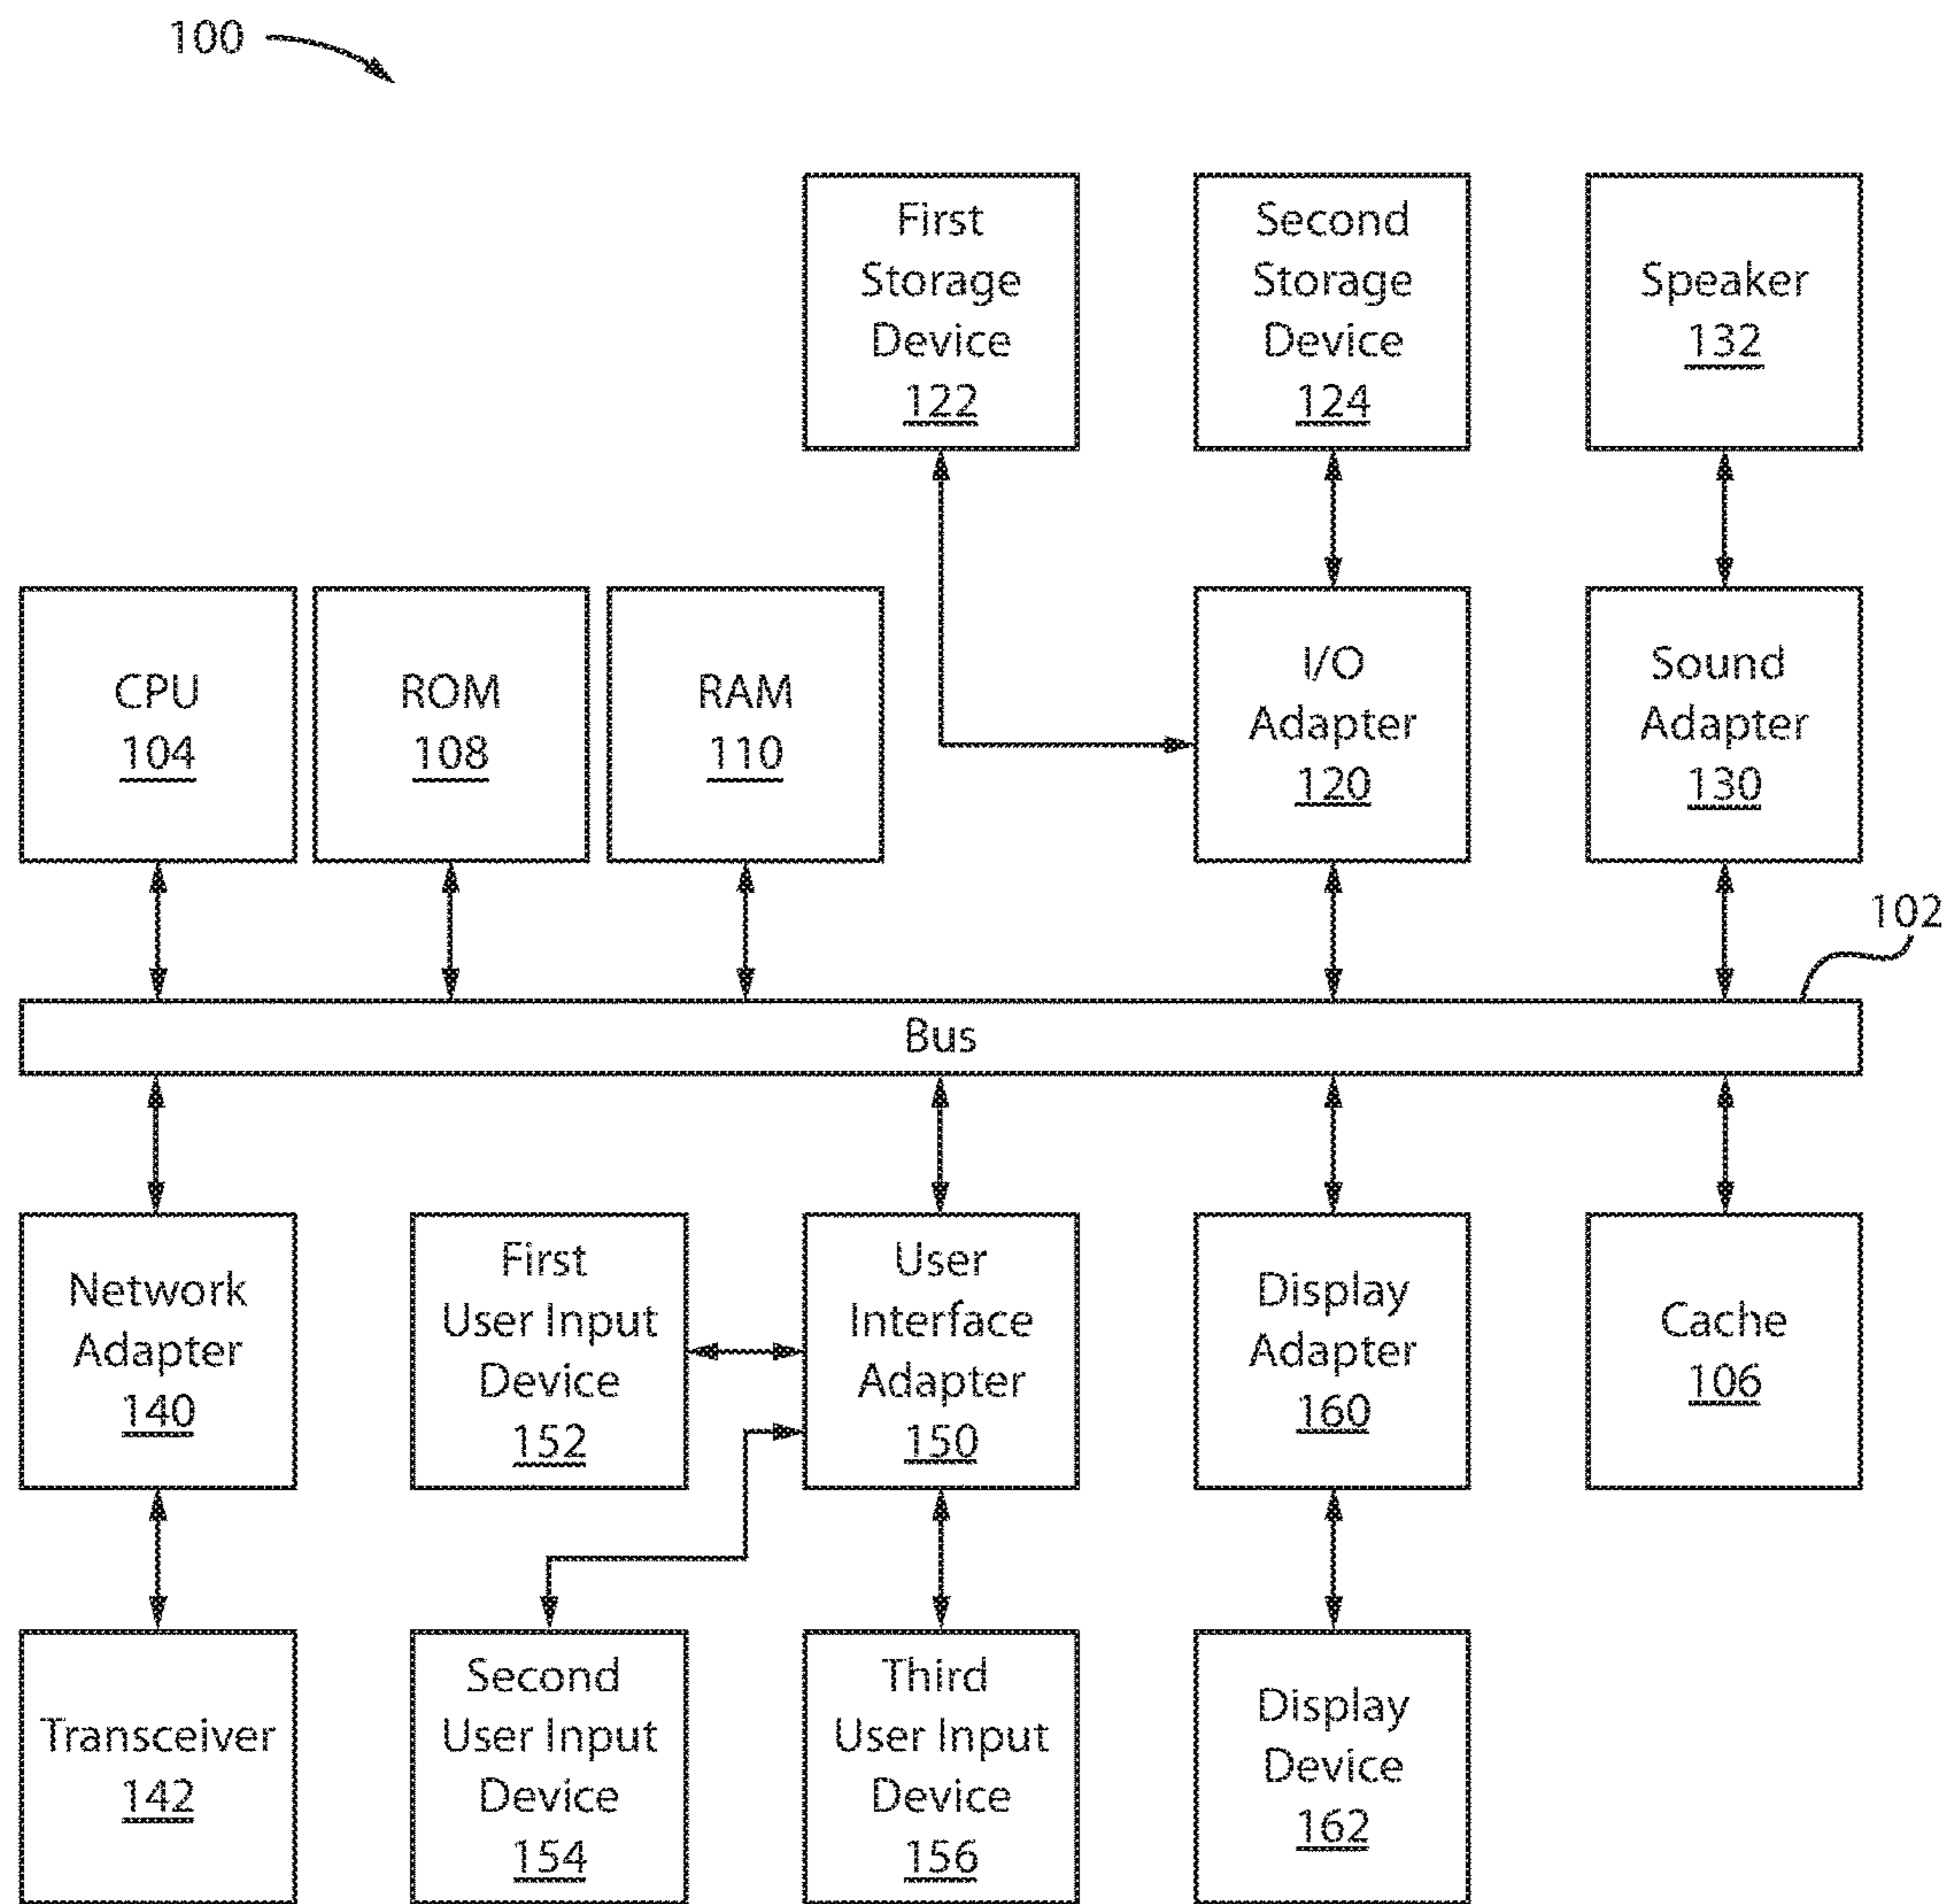 100
First
Storage
Device
122
Second
Storage
Device
124
Speaker
132
CPU
104
ROM
108
RAM
110
I/O
Adapter
120
Sound
Adapter
130
102
Bus
Network
Adapter
140
First
User Input
Device
152
User
Interface
Adapter
150
Display
Adapter
160
Cache
106
Transceiver
142
Second
User Input
Device
154
Third
User Input
Device
156
Display
Device
162